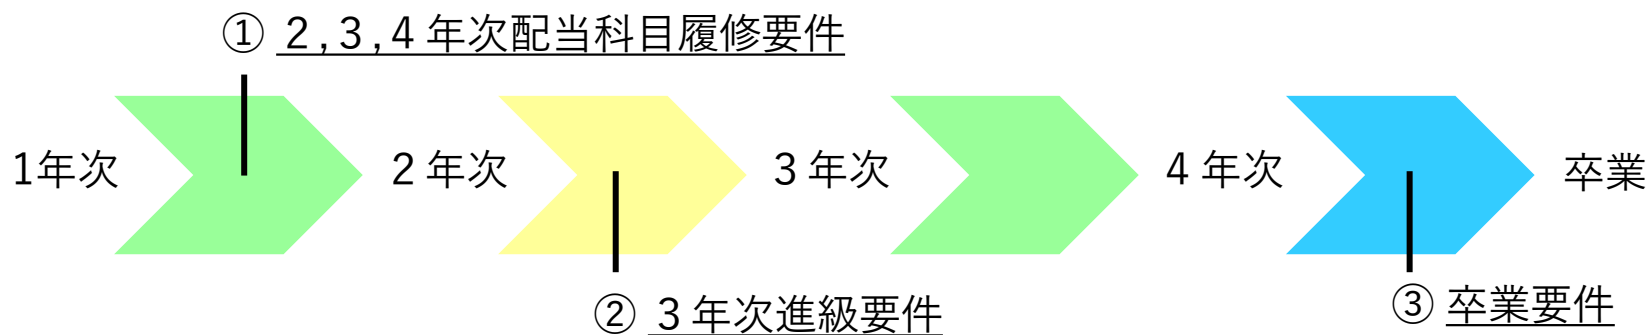 ① 2,3,4年次配当科目履修要件
1年次 2年次 3年次 4年次 卒業
② 3年次進級要件
③ 卒業要件